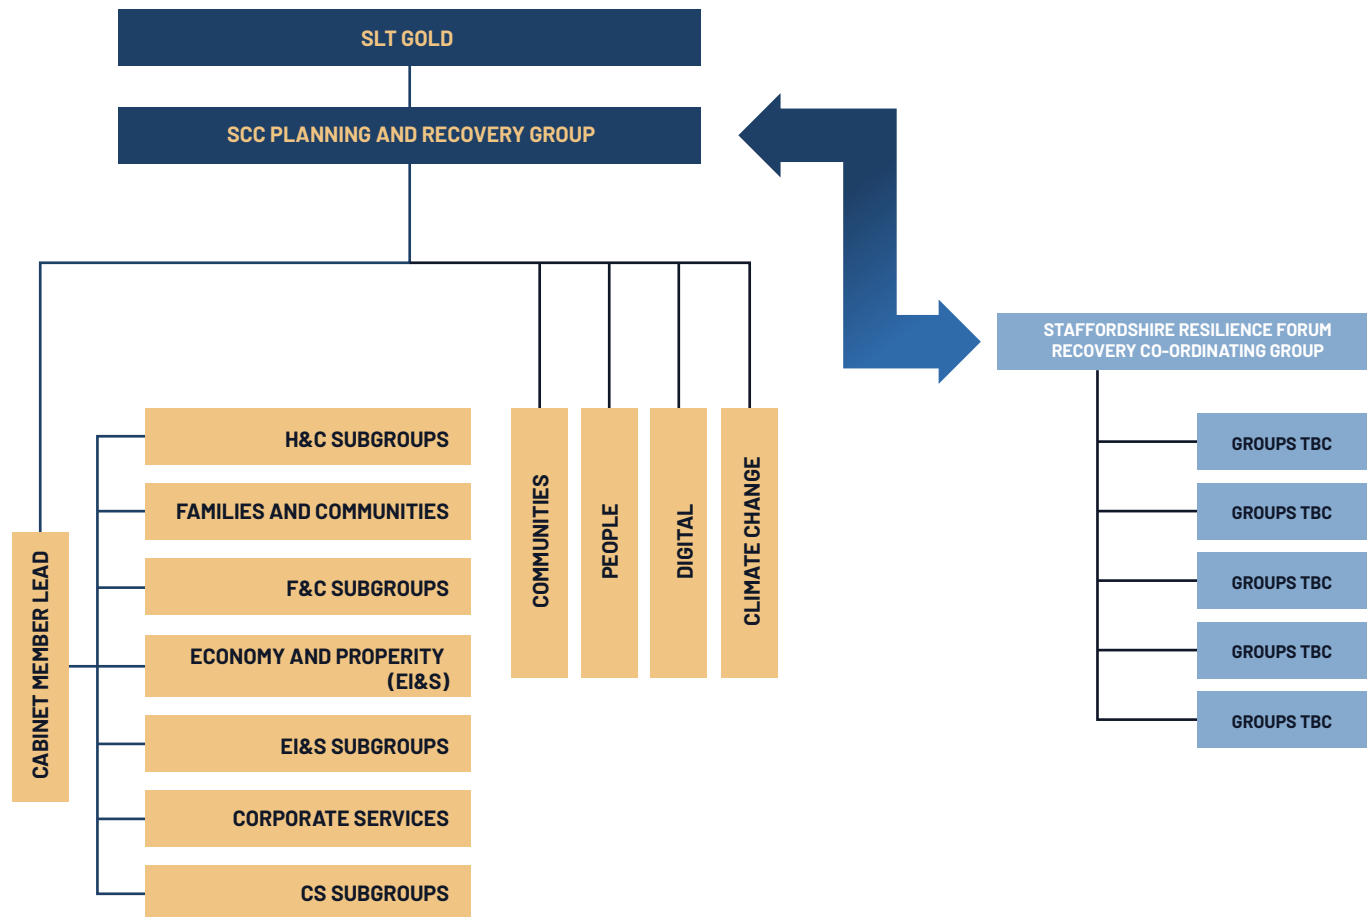 SLT GOLD
SCC PLANNING AND RECOVERY GROUP
STAFFORDSHIRE RESILIENCE FORUM
RECOVERY CO-ORDINATING GROUP
CABINET MEMBER LEAD
H&C SUBGROUPS
FAMILIES AND COMMUNITIES
F&C SUBGROUPS
ECONOMY AND PROPERITY
(EI&S)
EI&S SUBGROUPS
CORPORATE SERVICES
CS SUBGROUPS
COMMUNITIES
PEOPLE
DIGITAL
CLIMATE CHANGE
GROUPS TBC
GROUPS TBC
GROUPS TBC
GROUPS TBC
GROUPS TBC